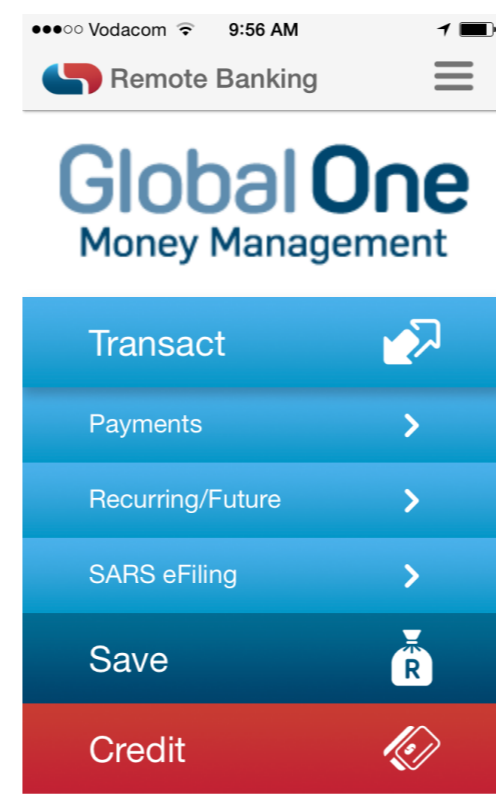 Vodacom 9:56 AM
Remote Banking
Global One
Money Management
Transact
Payments
Recurring/Future
SARS eFiling
Save
R
Credit